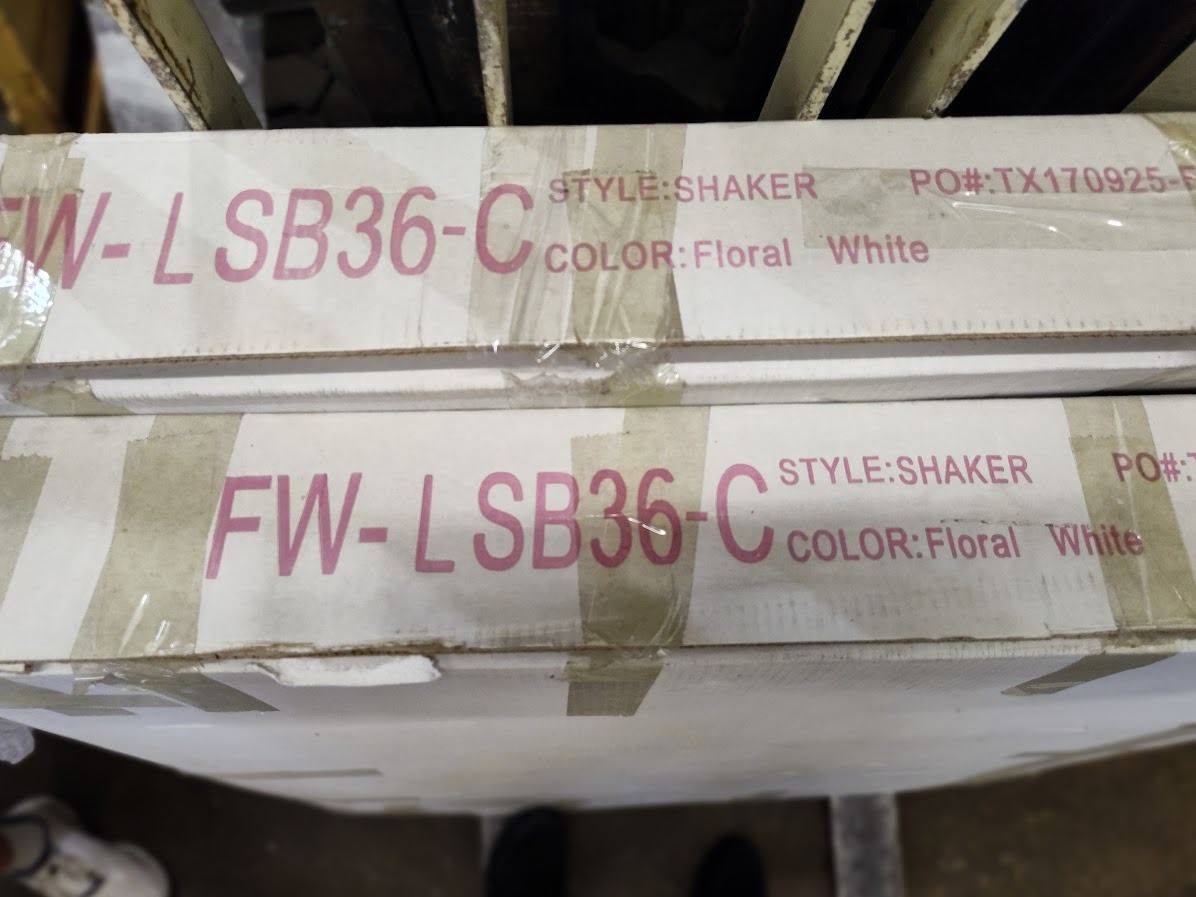 FW- LSB36-C
STYLE:SHAKER
PO#:TX170925-
COLOR:Floral White
FW- LSB36-C
STYLE:SHAKER
PO#:
COLOR:Floral White